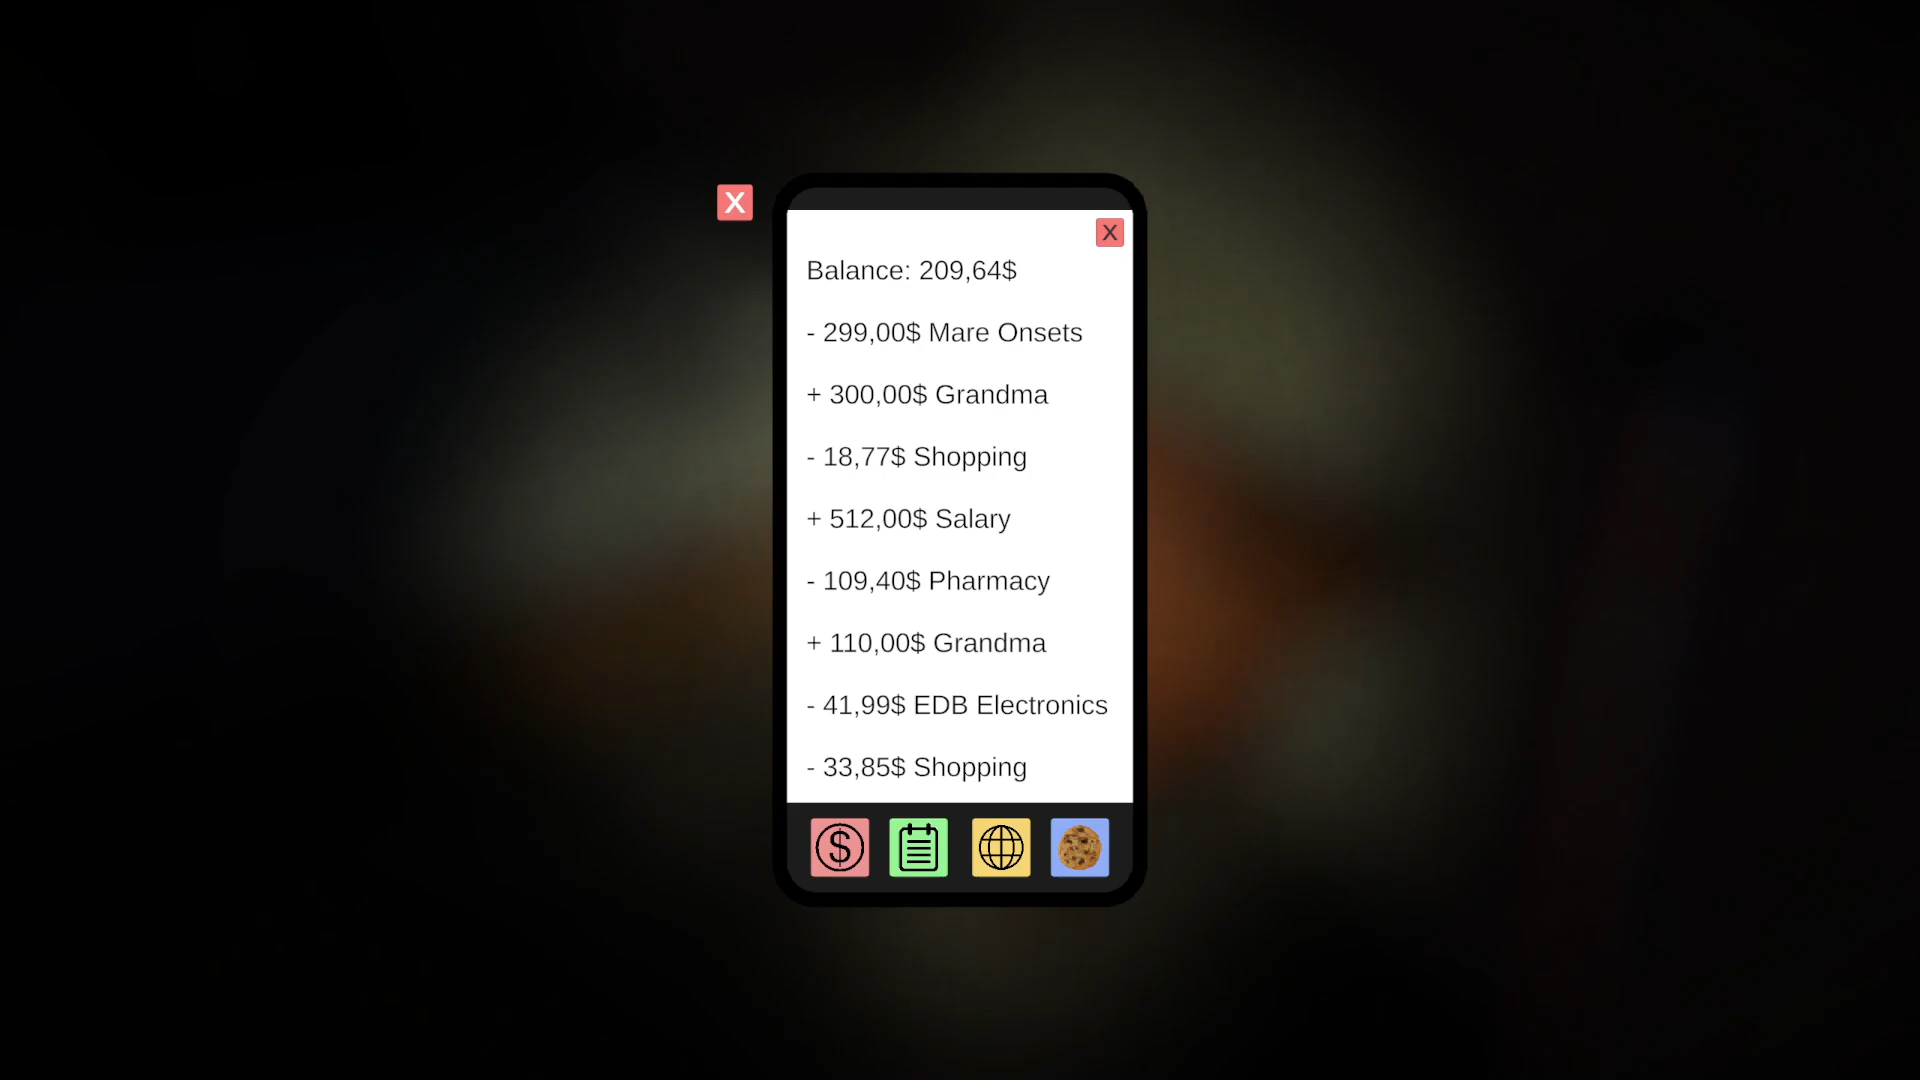 X
X
Balance: 209,64$
- 299,00$ Mare Onsets
+ 300,00$ Grandma
- 18,77$ Shopping
+ 512,00$ Salary
- 109,40$ Pharmacy
+ 110,00$ Grandma
- 41,99$ EDB Electronics
- 33,85$ Shopping
$